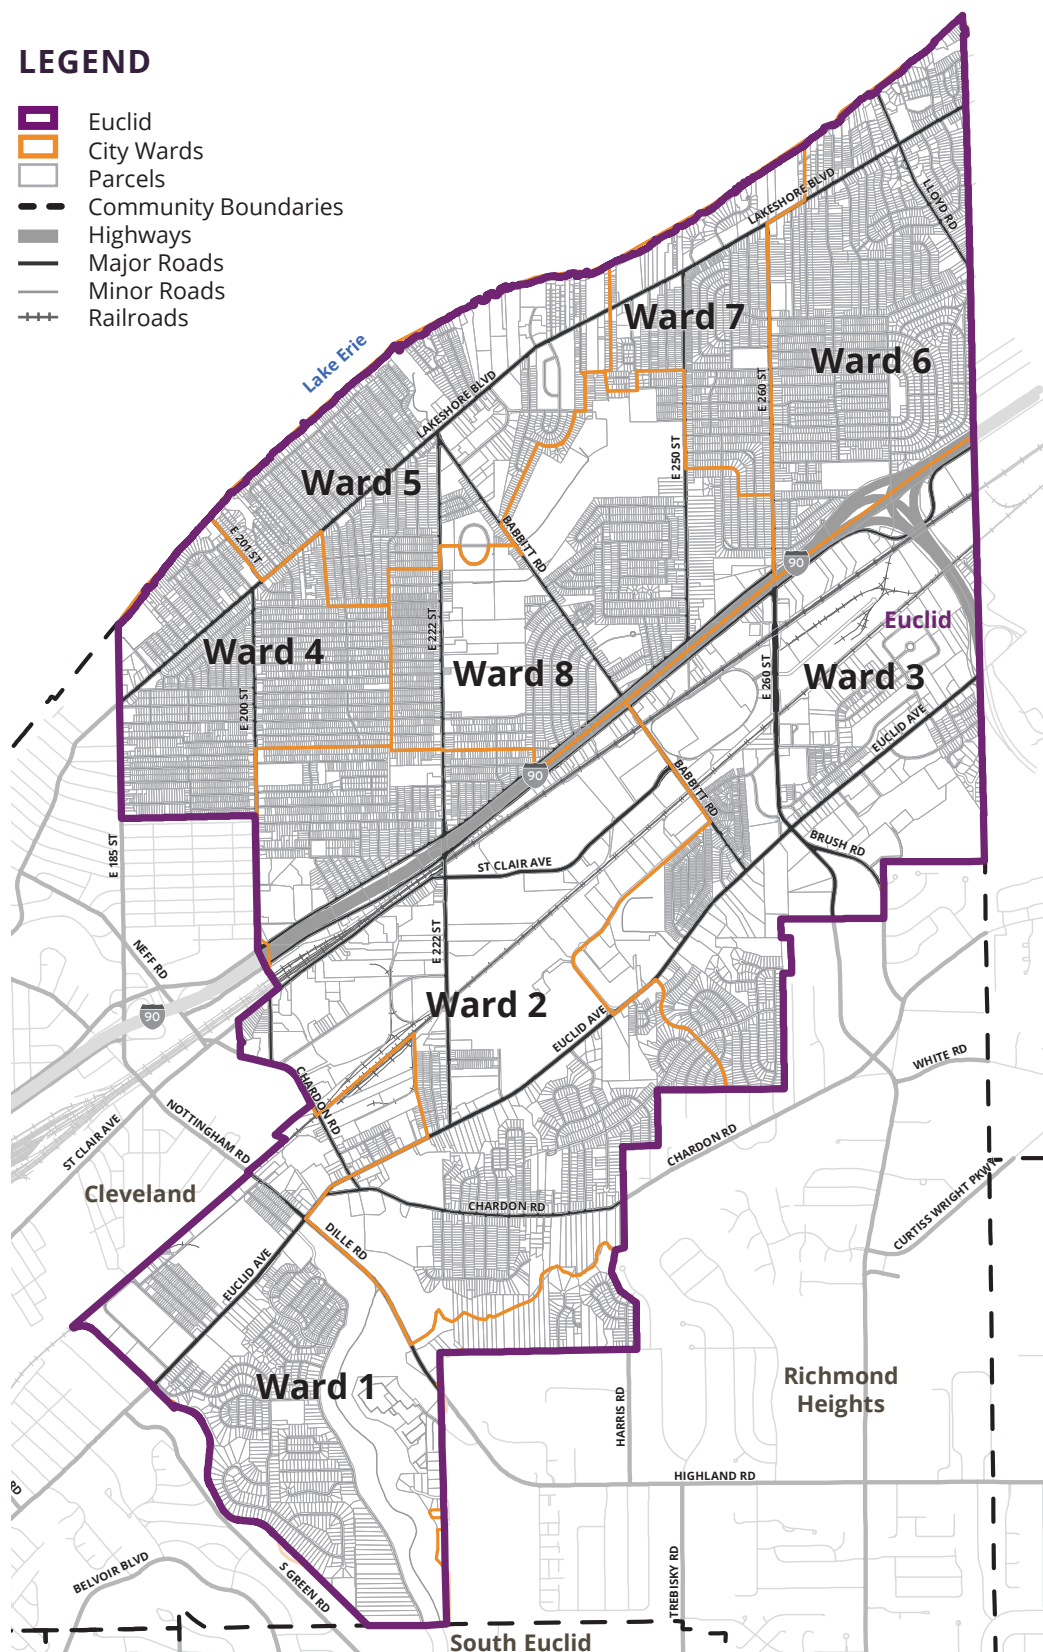 LEGEND
Euclid
City Wards
Parcels
Community Boundaries
Highways
Major Roads
Minor Roads
Railroads
Lake Erie
LAKESHORE BLVD
LLOYD RD
Ward 7
Ward 6
E 260 ST
LAKESHORE BLVD
E 250 ST
Ward 5
E 201 ST
BABBITT RD
90
E 222 ST
Euclid
Ward 4
Ward 8
E 260 ST
Ward 3
E 200 ST
EUCLID AVE
90
BABBITT RD
E 185 ST
ST CLAIR AVE
BRUSH RD
NEFF RD
E 222 ST
90
Ward 2
EUCLID AVE
WHITE RD
CHARDON RD
NOTTINGHAM RD
ST CLAIR AVE
CHARDON RD
Cleveland
CURTISS WRIGHT PKWY
CHARDON RD
DILLE RD
EUCLID AVE
Ward 1
Richmond
Heights
HARRIS RD
HIGHLAND RD
RD
BELVOIR BLVD
S GREEN RD
TREBISKY RD
South Euclid